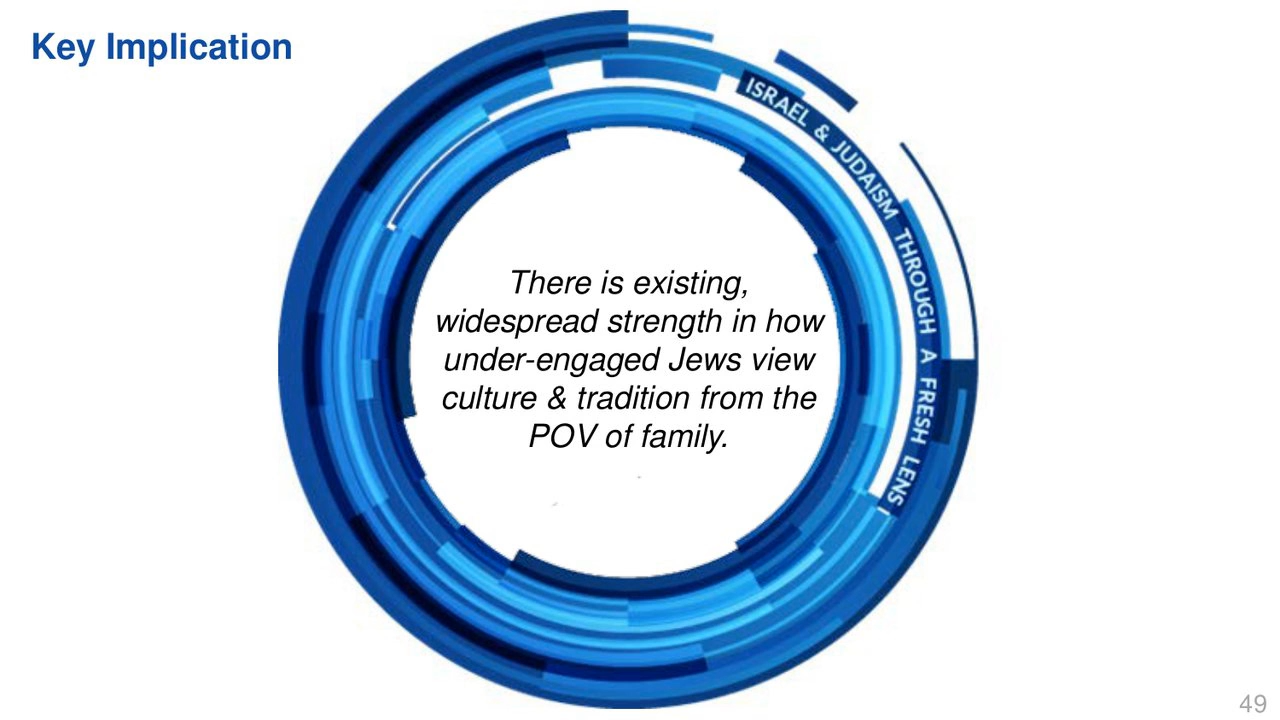 Key Implication
ISRAEL & JUDAISM THROUGH A FRESH LENS
There is existing,
widespread strength in how
under-engaged Jews view
culture & tradition from the
POV of family.
49